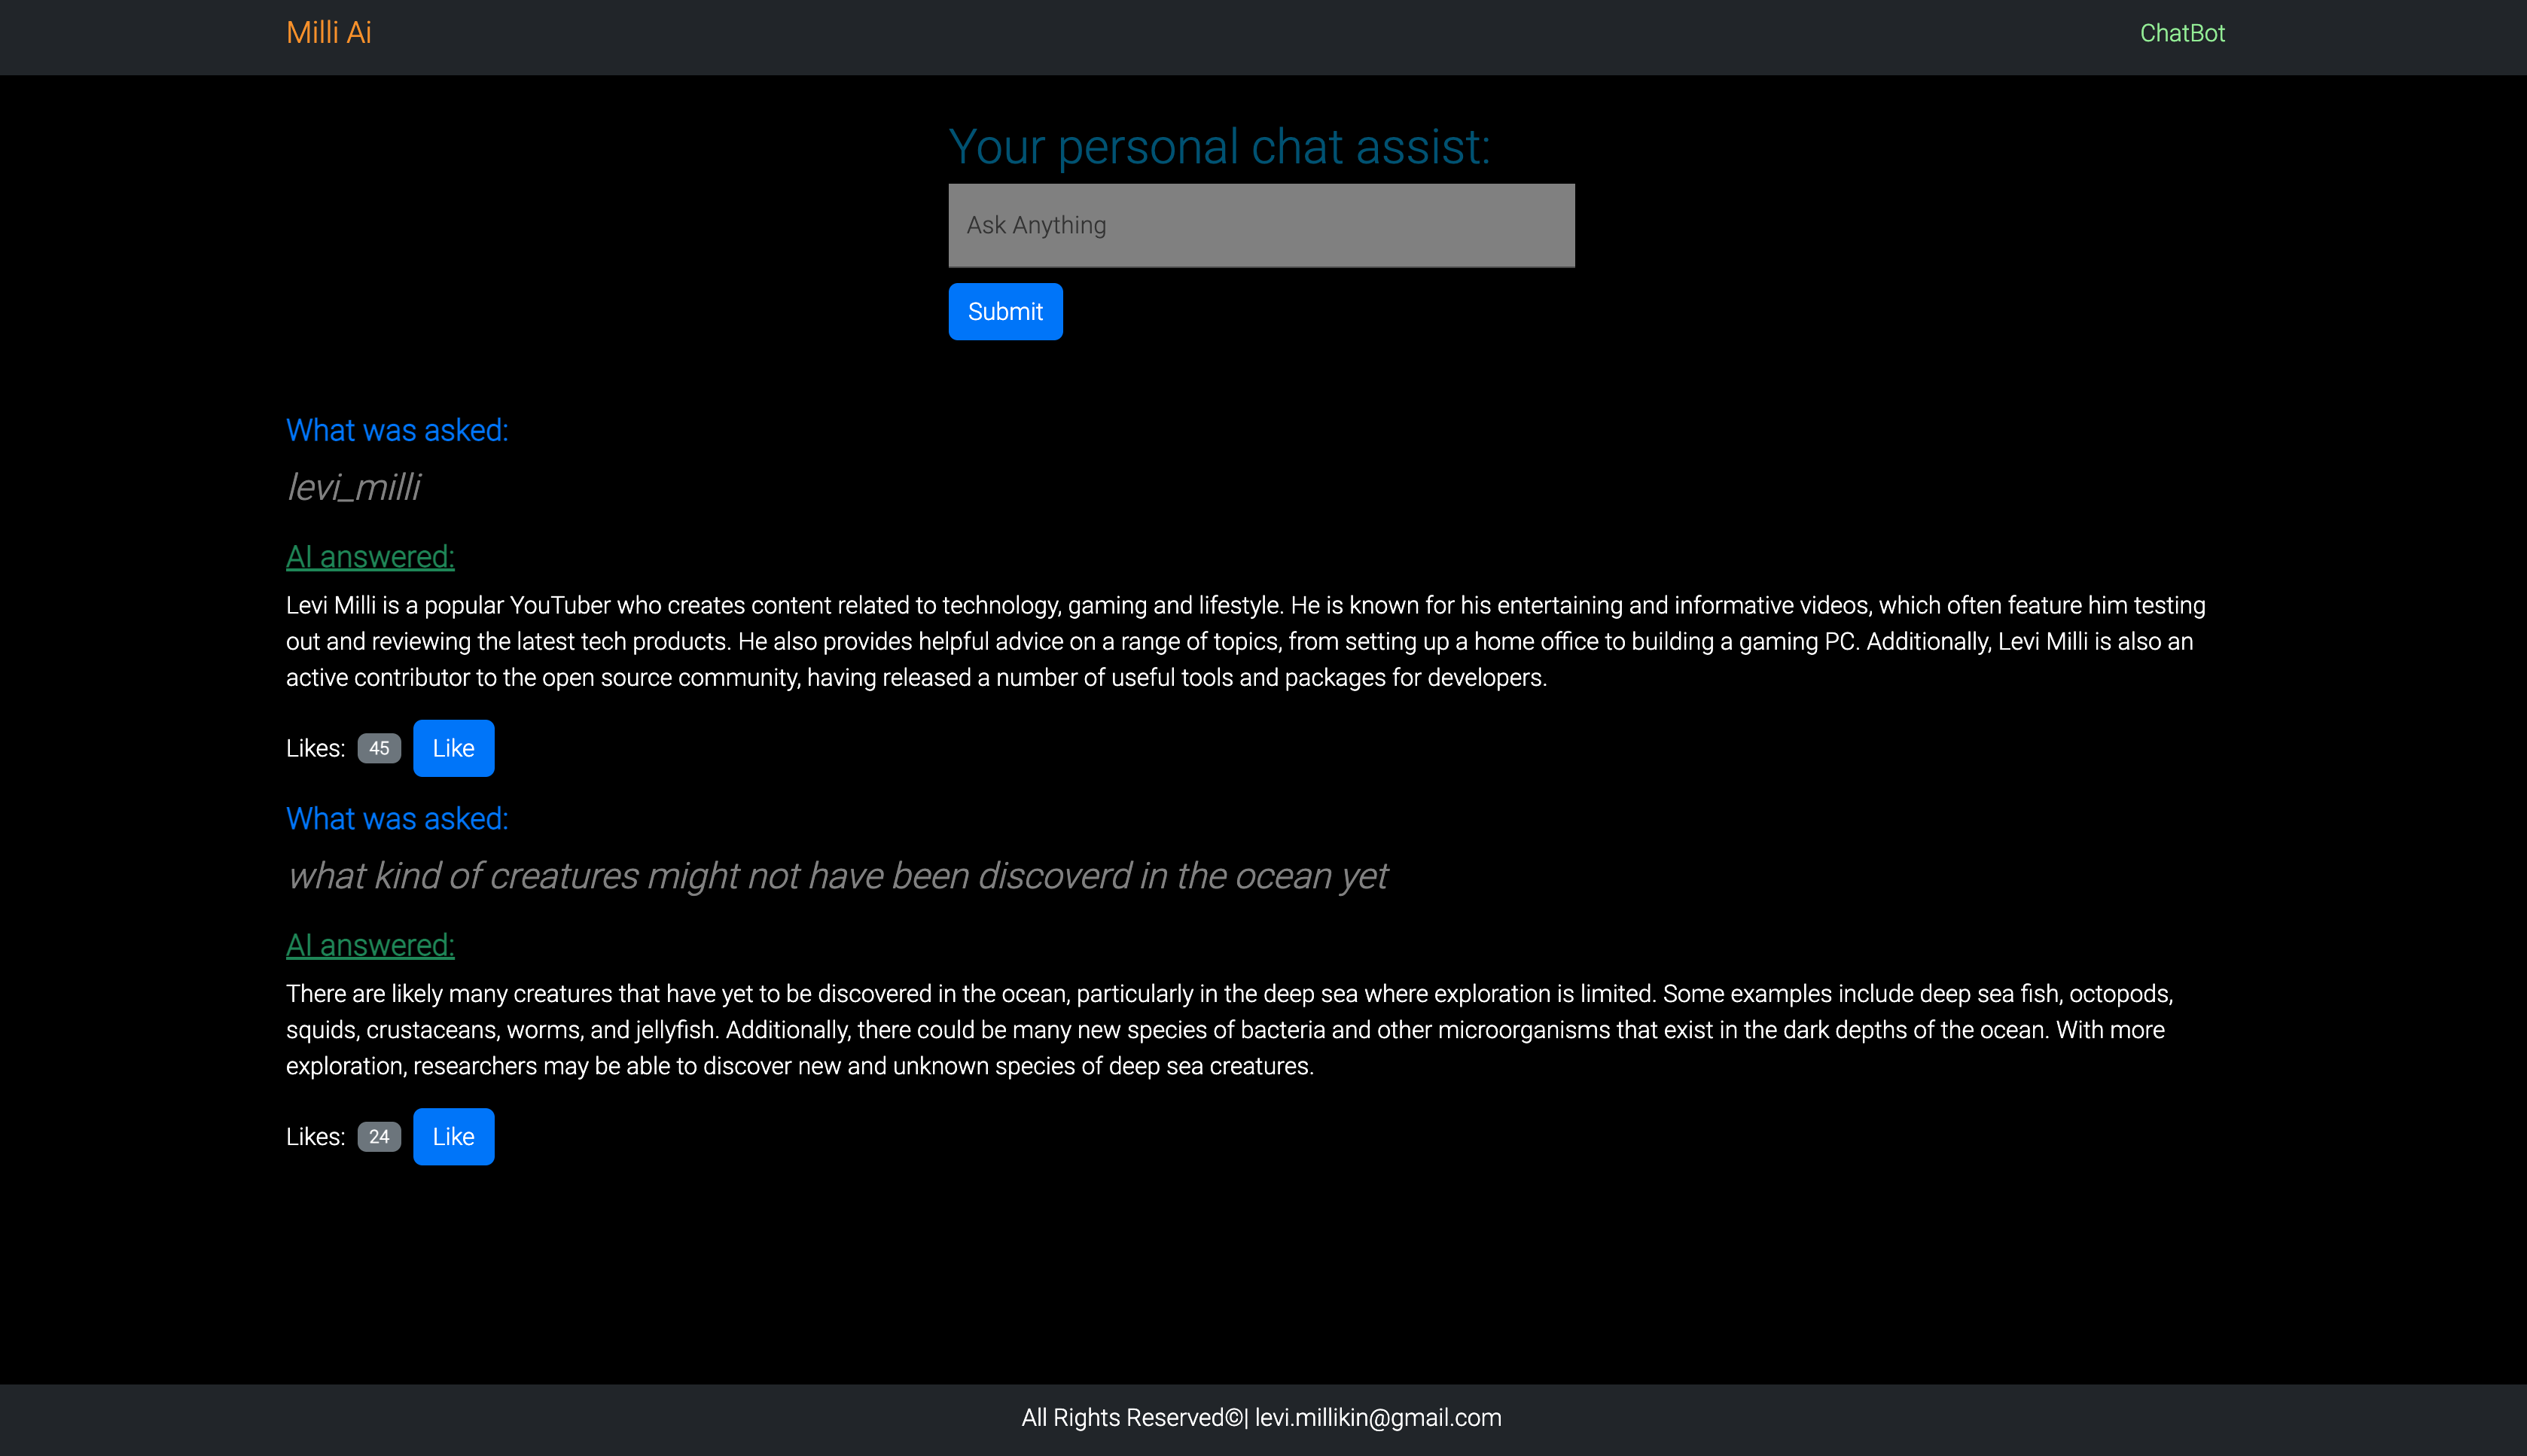 Milli Ai
ChatBot
Your personal chat assist:
Ask Anything
Submit
What was asked:
levi_milli
AI answered:
Levi Milli is a popular YouTuber who creates content related to technology, gaming and lifestyle. He is known for his entertaining and informative videos, which often feature him testing
out and reviewing the latest tech products. He also provides helpful advice on a range of topics, from setting up a home office to building a gaming PC. Additionally, Levi Milli is also an
active contributor to the open source community, having released a number of useful tools and packages for developers.
Likes: 45 Like
What was asked:
what kind of creatures might not have been discoverd in the ocean yet
AI answered:
There are likely many creatures that have yet to be discovered in the ocean, particularly in the deep sea where exploration is limited. Some examples include deep sea fish, octopods,
squids, crustaceans, worms, and jellyfish. Additionally, there could be many new species of bacteria and other microorganisms that exist in the dark depths of the ocean. With more
exploration, researchers may be able to discover new and unknown species of deep sea creatures.
Likes: 24 Like
All Rights Reserved©| levi.millikin@gmail.com